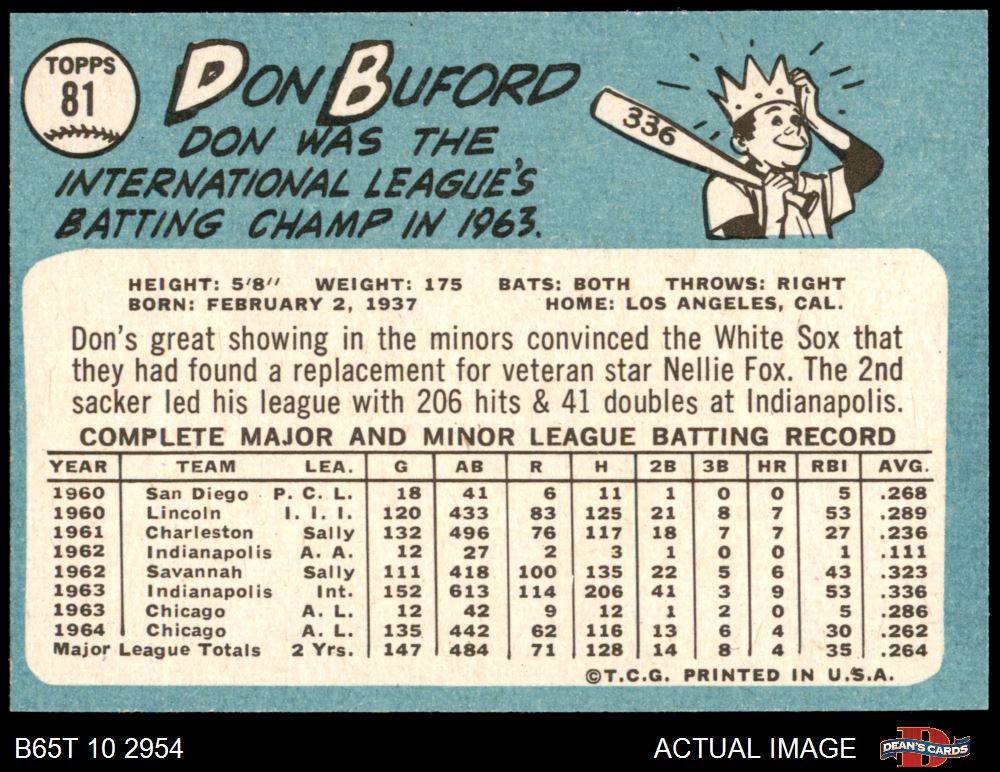 TOPPS
81
DON BUFORD
336
DON WAS THE
INTERNATIONAL LEAGUE'S
BATTING CHAMP IN 1963.
HEIGHT: 5'8" WEIGHT: 175 BATS: BOTH THROWS: RIGHT
BORN: FEBRUARY 2, 1937 HOME: LOS ANGELES, CAL.
Don's great showing in the minors convinced the White Sox that
they had found a replacement for veteran star Nellie Fox. The 2nd
sacker led his league with 206 hits & 41 doubles at Indianapolis.
COMPLETE MAJOR AND MINOR LEAGUE BATTING RECORD
YEAR TEAM LEA. G AB R H 2B 3B HR RBI AVG.
1960 San Diego P. C. L. 18 41 6 11 1 0 0 5 .268
1960 Lincoln I. I. I. 120 433 83 125 21 8 7 53 .289
1961 Charleston Sally 132 496 76 117 18 7 7 27 .236
1962 Indianapolis A. A. 12 27 2 3 1 0 0 1 .111
1962 Savannah Sally 111 418 100 135 22 5 6 43 .323
1963 Indianapolis Int. 152 613 114 206 41 3 9 53 .336
1963 Chicago A. L. 12 42 9 12 1 2 0 5 .286
1964 Chicago A. L. 135 442 62 116 13 6 4 30 .262
Major League Totals 2 Yrs. 147 484 71 128 14 8 4 35 .264
©T.C.G. PRINTED IN U.S.A.
B65T 10 2954 ACTUAL IMAGE D DEAN'S CARDS